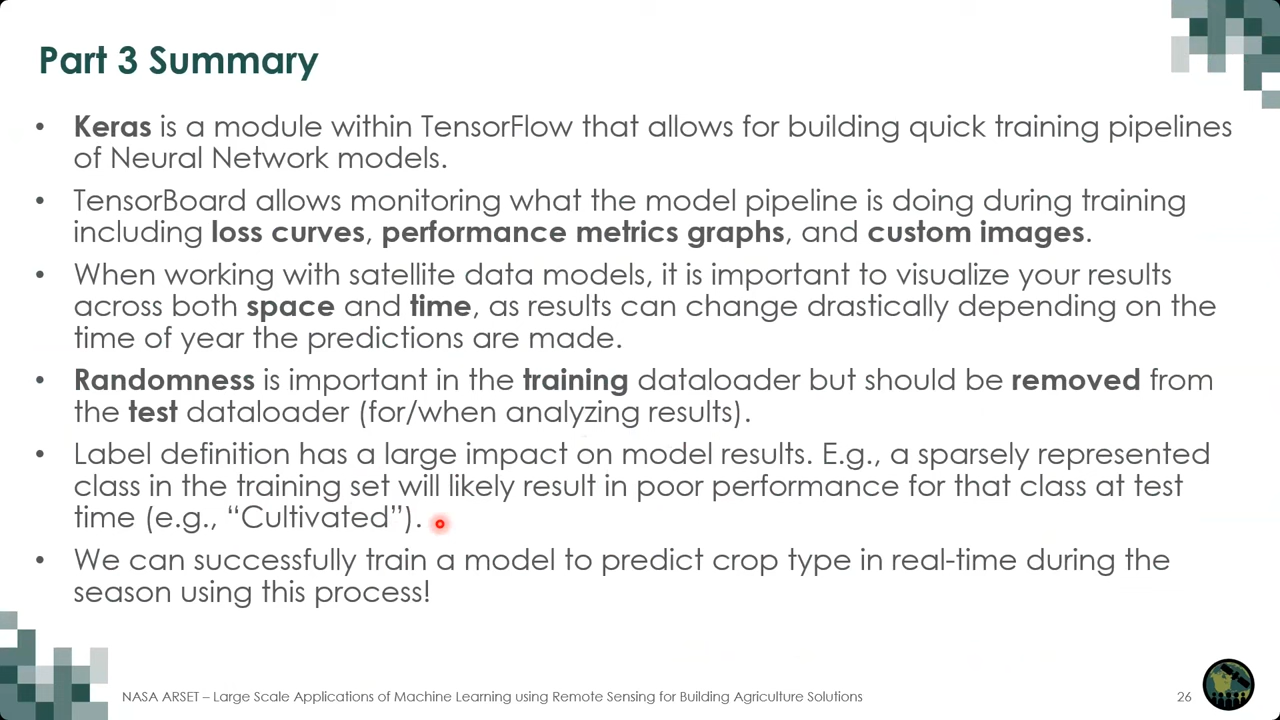 Part 3 Summary
• Keras is a module within TensorFlow that allows for building quick training pipelines
of Neural Network models.
• TensorBoard allows monitoring what the model pipeline is doing during training
including loss curves, performance metrics graphs, and custom images.
• When working with satellite data models, it is important to visualize your results
across both space and time, as results can change drastically depending on the
time of year the predictions are made.
• Randomness is important in the training dataloader but should be removed from
the test dataloader (for/when analyzing results).
• Label definition has a large impact on model results. E.g., a sparsely represented
class in the training set will likely result in poor performance for that class at test
time (e.g., “Cultivated”).
• We can successfully train a model to predict crop type in real-time during the
season using this process!
NASA ARSET – Large Scale Applications of Machine Learning using Remote Sensing for Building Agriculture Solutions
26